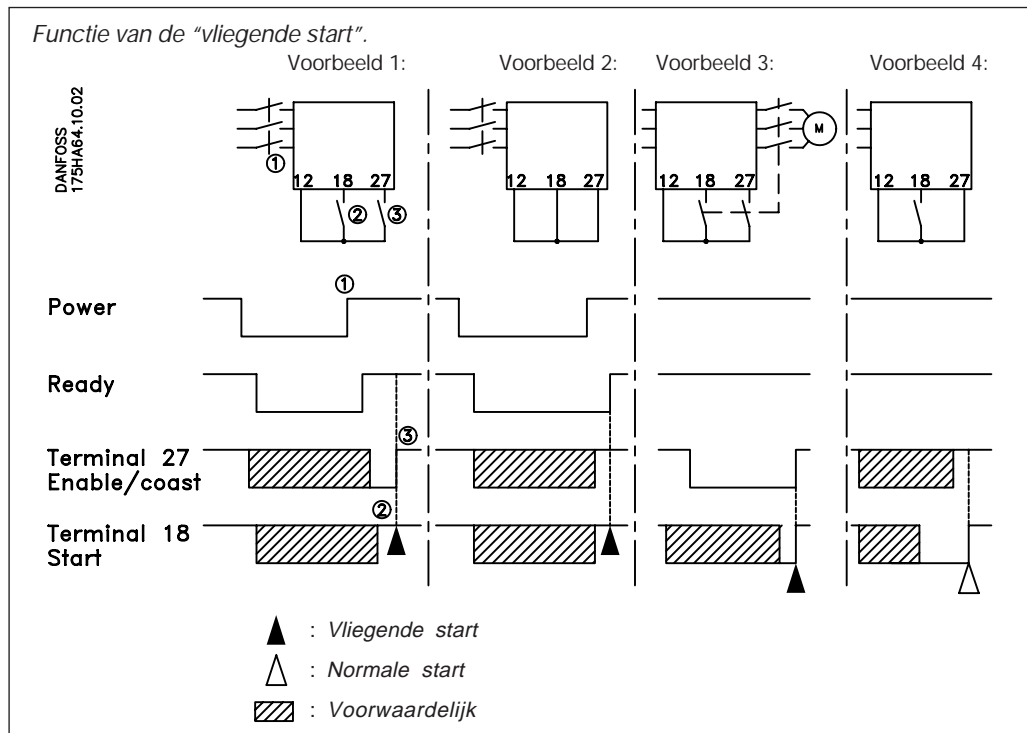 Functie van de “vliegende start”.
Voorbeeld 1: Voorbeeld 2: Voorbeeld 3: Voorbeeld 4:
DANFOSS
175HA64.10.02
M
①
12 18 27 12 18 27 12 18 27 12 18 27
② ③
①
Power
Ready
③
Terminal 27
Enable/coast
②
Terminal 18
Start
: Vliegende start
: Normale start
: Voorwaardelijk